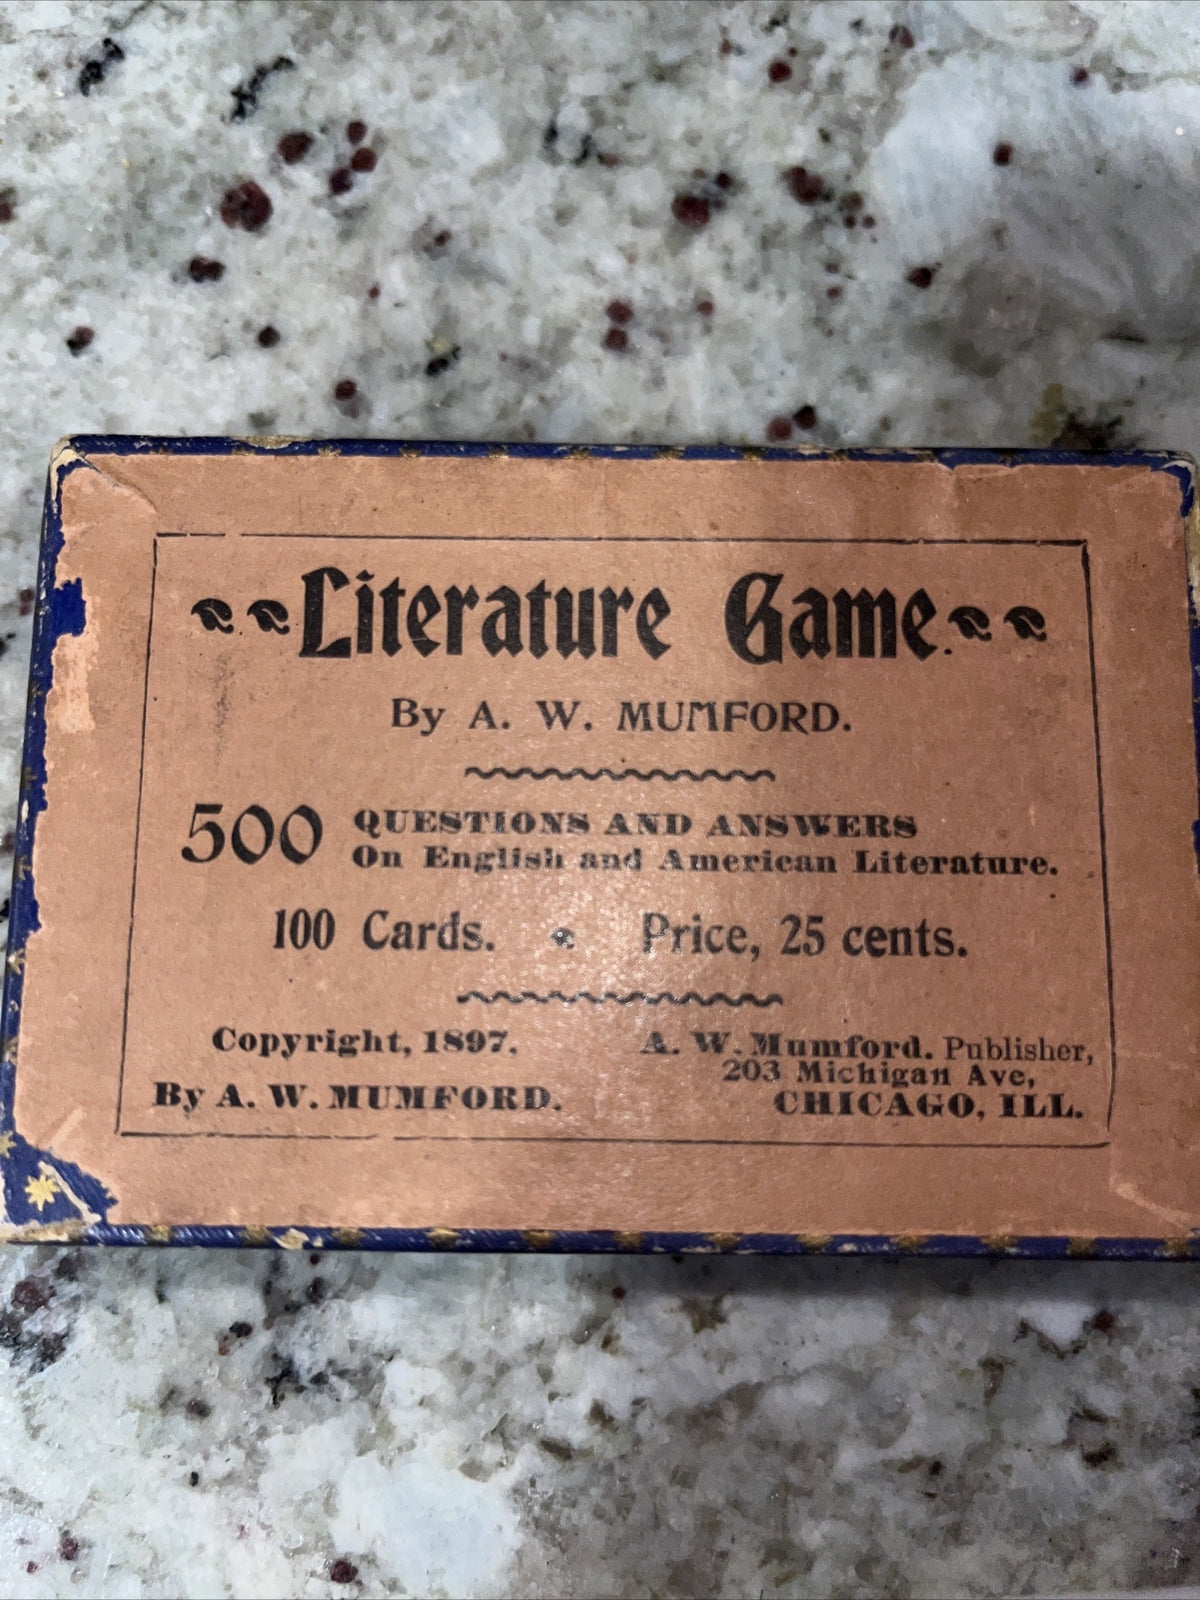 Literature Game.
By A. W. MUMFORD.
500 QUESTIONS AND ANSWERS
On English and American Literature.
100 Cards. Price, 25 cents.
Copyright, 1897.
By A. W. MUMFORD.
A. W. Mumford. Publisher,
203 Michigan Ave,
CHICAGO, ILL.